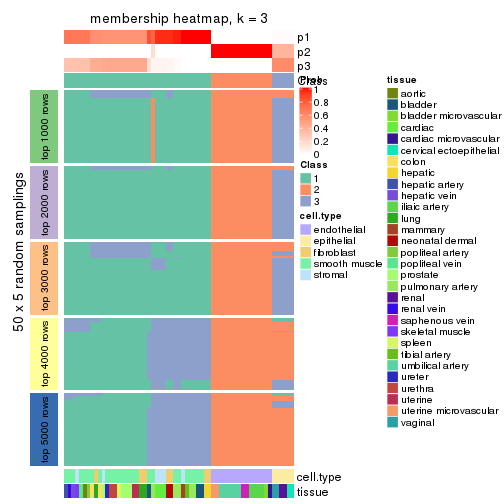 membership heatmap, k = 3
p1
p2
p3
Class
Prob
1
0.8
0.6
0.4
0.2
0
Class
1
2
3
cell.type
endothelial
epithelial
fibroblast
smooth muscle
stromal
tissue
aortic
bladder
bladder microvascular
cardiac
cardiac microvascular
cervical ectoepithelial
colon
hepatic
hepatic artery
hepatic vein
iliaic artery
lung
mammary
neonatal dermal
popliteal artery
popliteal vein
prostate
pulmonary artery
renal
renal vein
saphenous vein
skeletal muscle
spleen
tibial artery
umbilical artery
ureter
urethra
uterine
uterine microvascular
vaginal
50 x 5 random samplings
top 1000 rows
top 2000 rows
top 3000 rows
top 4000 rows
top 5000 rows
cell.type
tissue